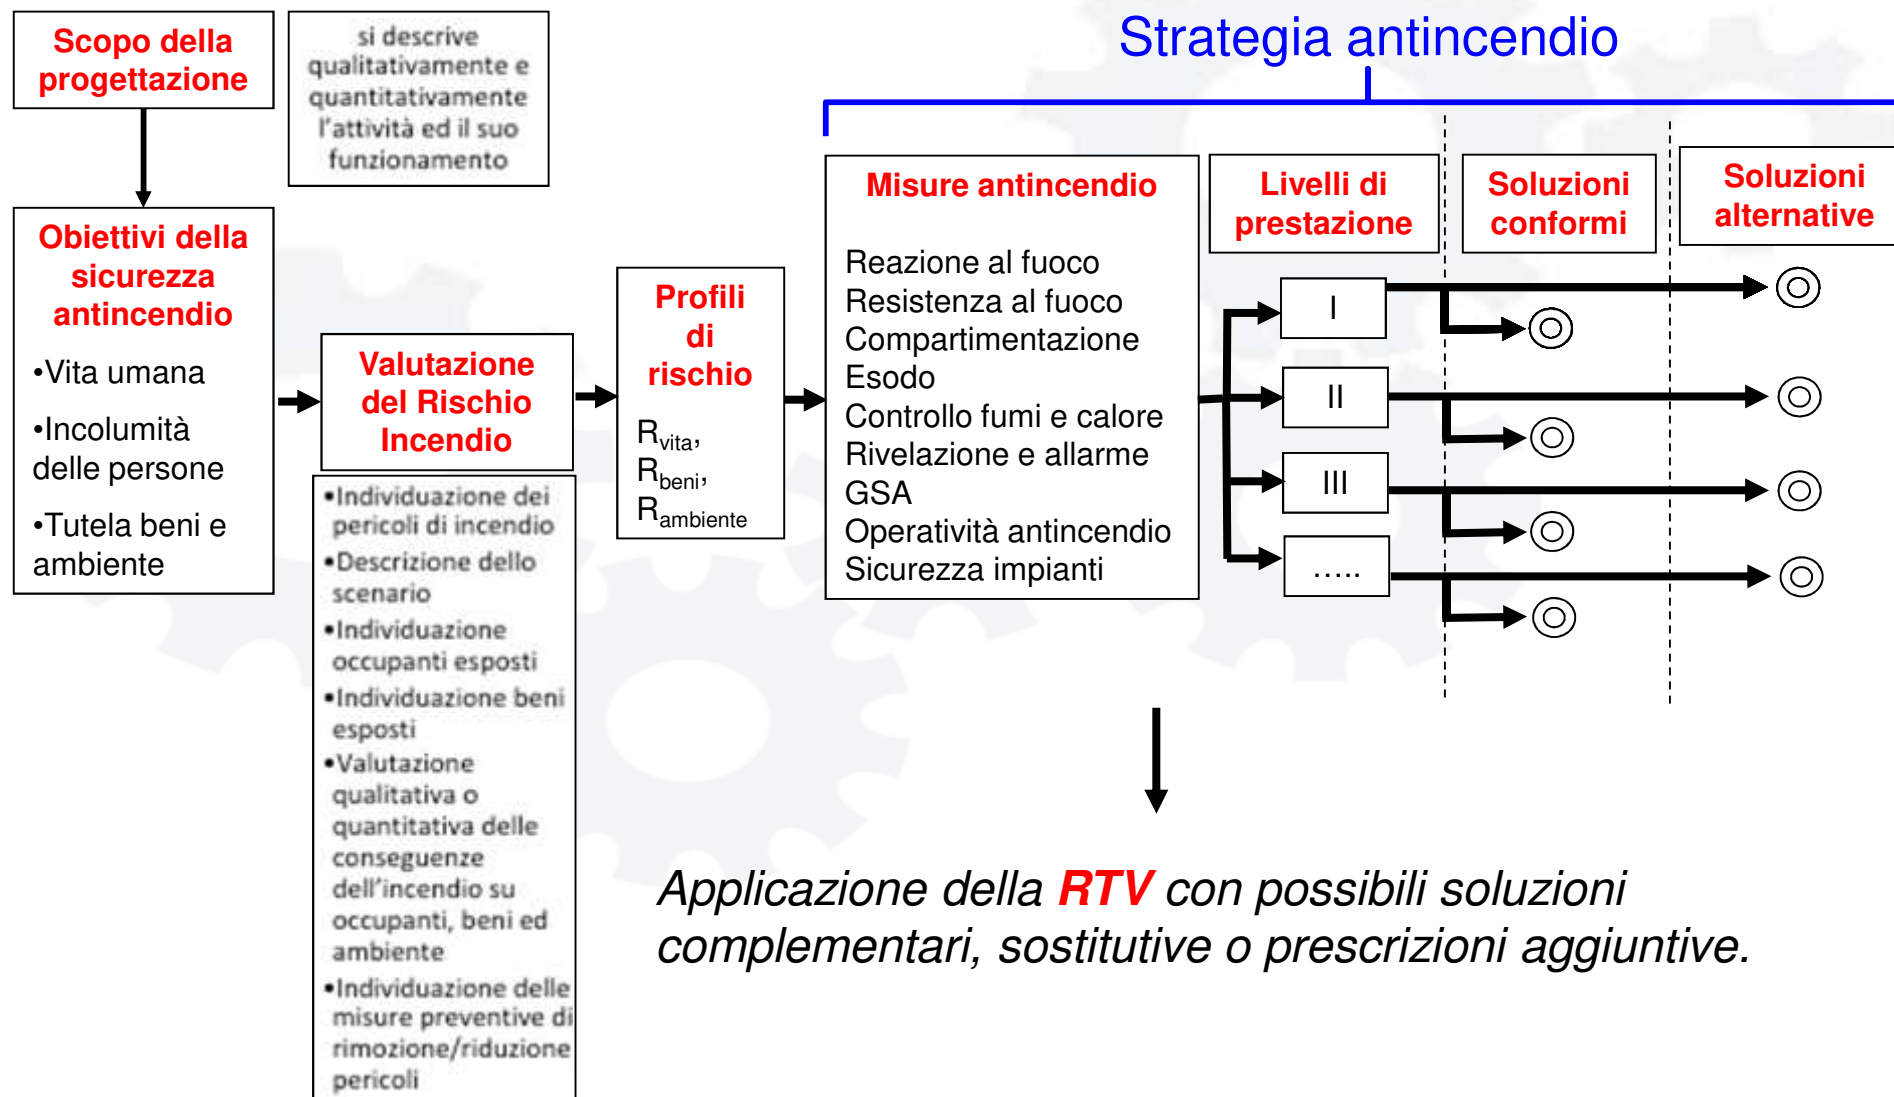 Scopo della
progettazione
si descrive
qualitativamente e
quantitativamente
l'attività ed il suo
funzionamento
Strategia antincendio
Obiettivi della
sicurezza
antincendio
•Vita umana
•Incolumità
delle persone
•Tutela beni e
ambiente
Valutazione
del Rischio
Incendio
•Individuazione dei
pericoli di incendio
•Descrizione dello
scenario
•Individuazione
occupanti esposti
•Individuazione beni
esposti
•Valutazione
qualitativa o
quantitativa delle
conseguenze
dell'incendio su
occupanti, beni ed
ambiente
•Individuazione delle
misure preventive di
rimozione/riduzione
pericoli
Profili
di
rischio
Rvita,
Rbeni,
Rambiente
Misure antincendio
Reazione al fuoco
Resistenza al fuoco
Compartimentazione
Esodo
Controllo fumi e calore
Rivelazione e allarme
GSA
Operatività antincendio
Sicurezza impianti
Livelli di
prestazione
I
II
III
…..
Soluzioni
conformi
Soluzioni
alternative
Applicazione della RTV con possibili soluzioni
complementari, sostitutive o prescrizioni aggiuntive.